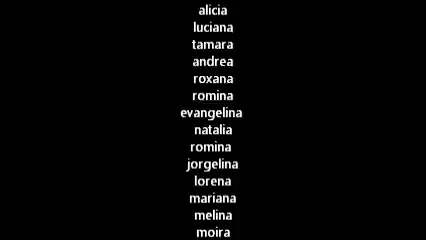 alicia
luciana
tamara
andrea
roxana
romina
evangelina
natalia
romina
jorgelina
lorena
mariana
melina
moira